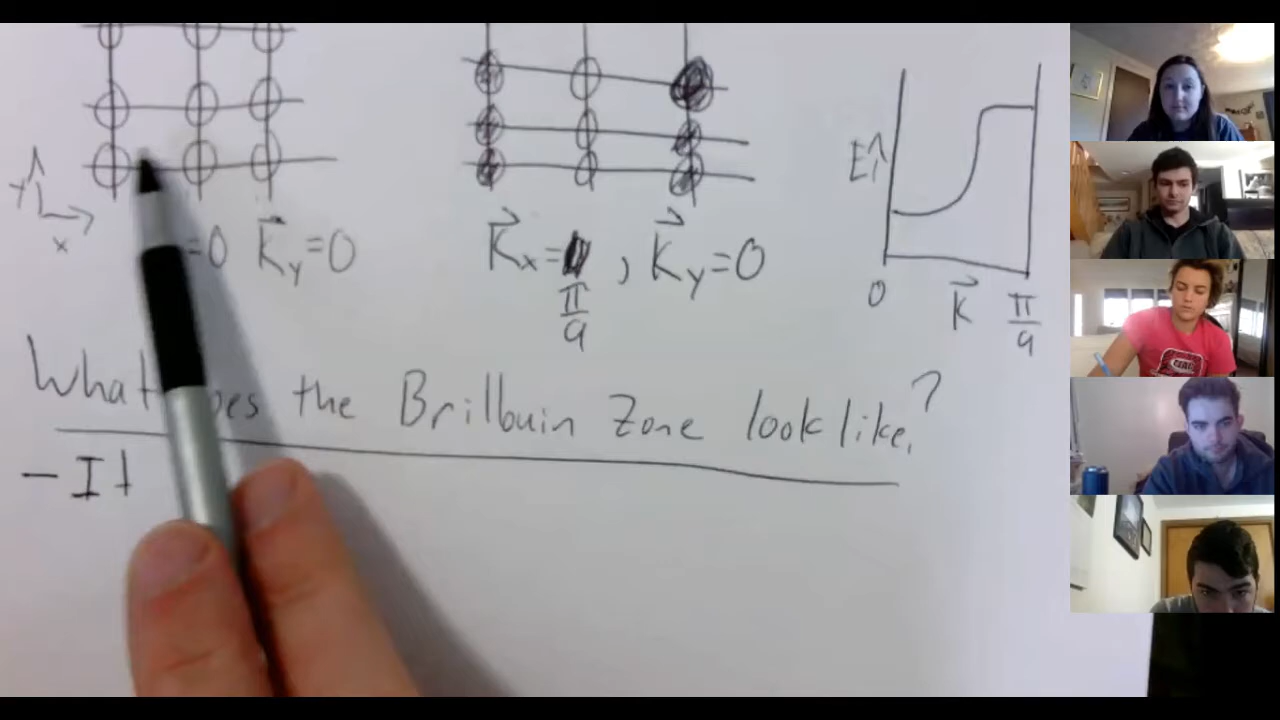 E
Y
x
=0 K⃗y=0
K⃗x= π/a , K⃗y=0
0 K⃗ π/a
What oes the Brillouin Zone look like?
- It